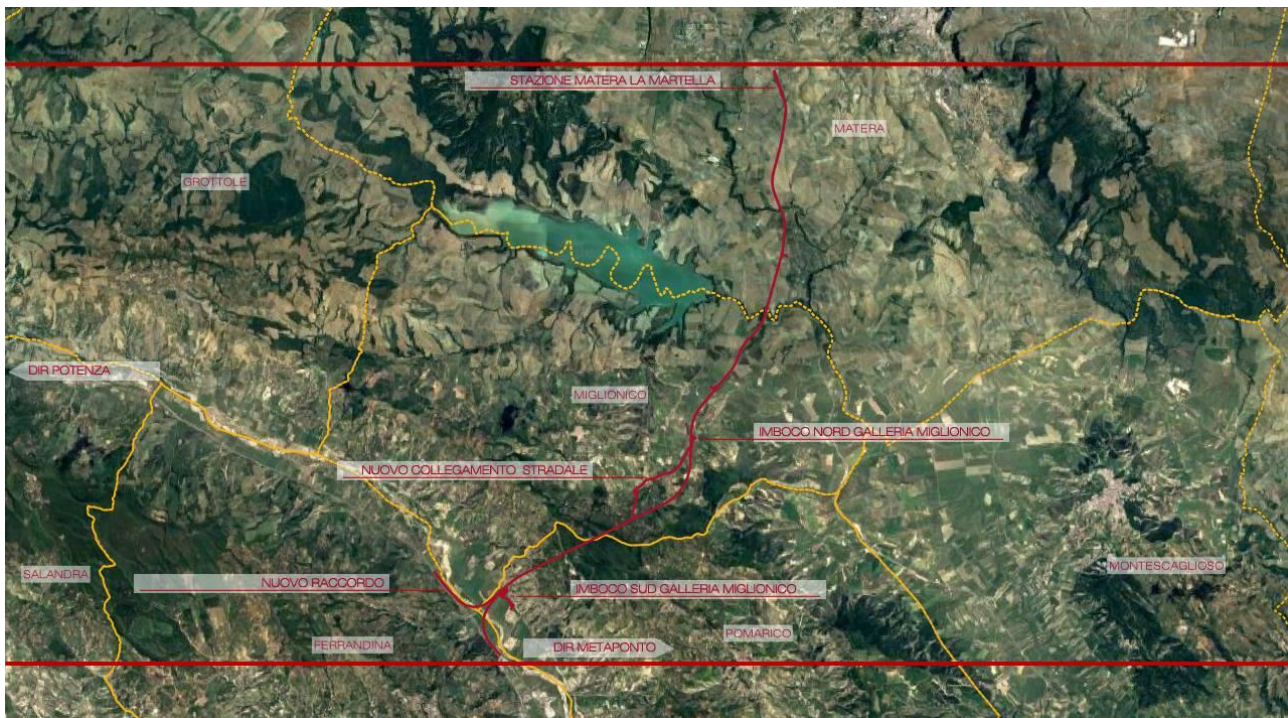 STAZIONE MATERA LA MARTELLA
MATERA
GROTTOLE
DIR POTENZA
MIGLIONICO
IMBOCO NORD GALLERIA MIGLIONICO
NUOVO COLLEGAMENTO STRADALE
SALANDRA
NUOVO RACCORDO
IMBOCO SUD GALLERIA MIGLIONICO
MONTESCAGLIOSO
FERRANDINA
DIR METAPONTO
POMARICO